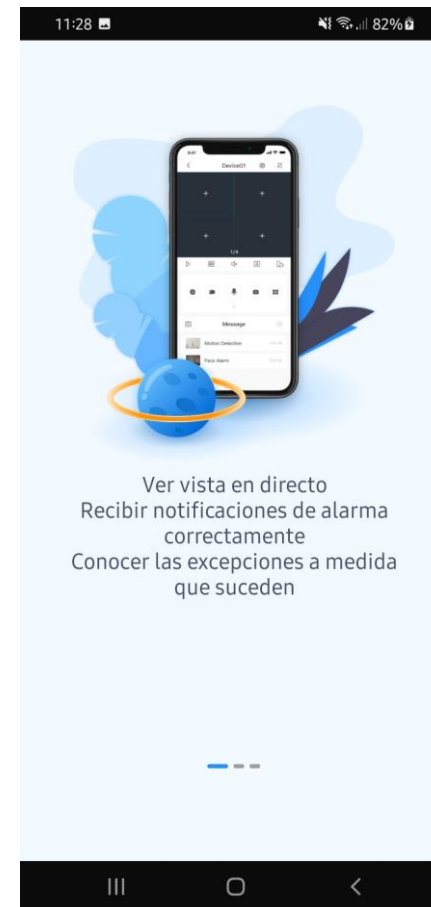 11:28
82%
Device01
1/4
Message
Motion Detection
Face Alarm
Ver vista en directo
Recibir notificaciones de alarma
correctamente
Conocer las excepciones a medida
que suceden